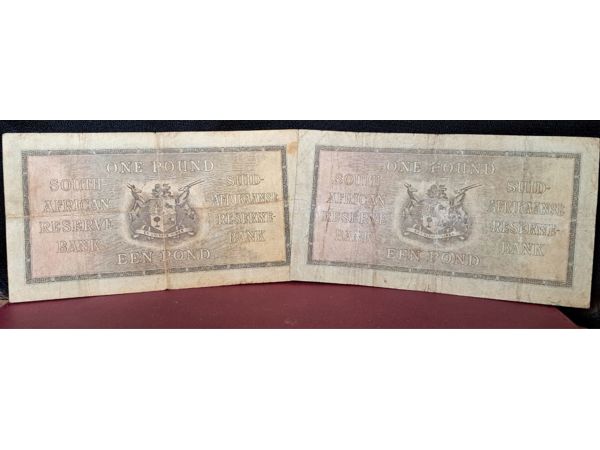 ONE POUND
SOUTH
AFRICAN
RESERVE
BANK
SUID-
AFRIKAANSE
RESERWE-
BANK
EEN POND
ONE POUND
SOUTH
AFRICAN
RESERVE
BANK
SUID-
AFRIKAANSE
RESERWE-
BANK
EEN POND